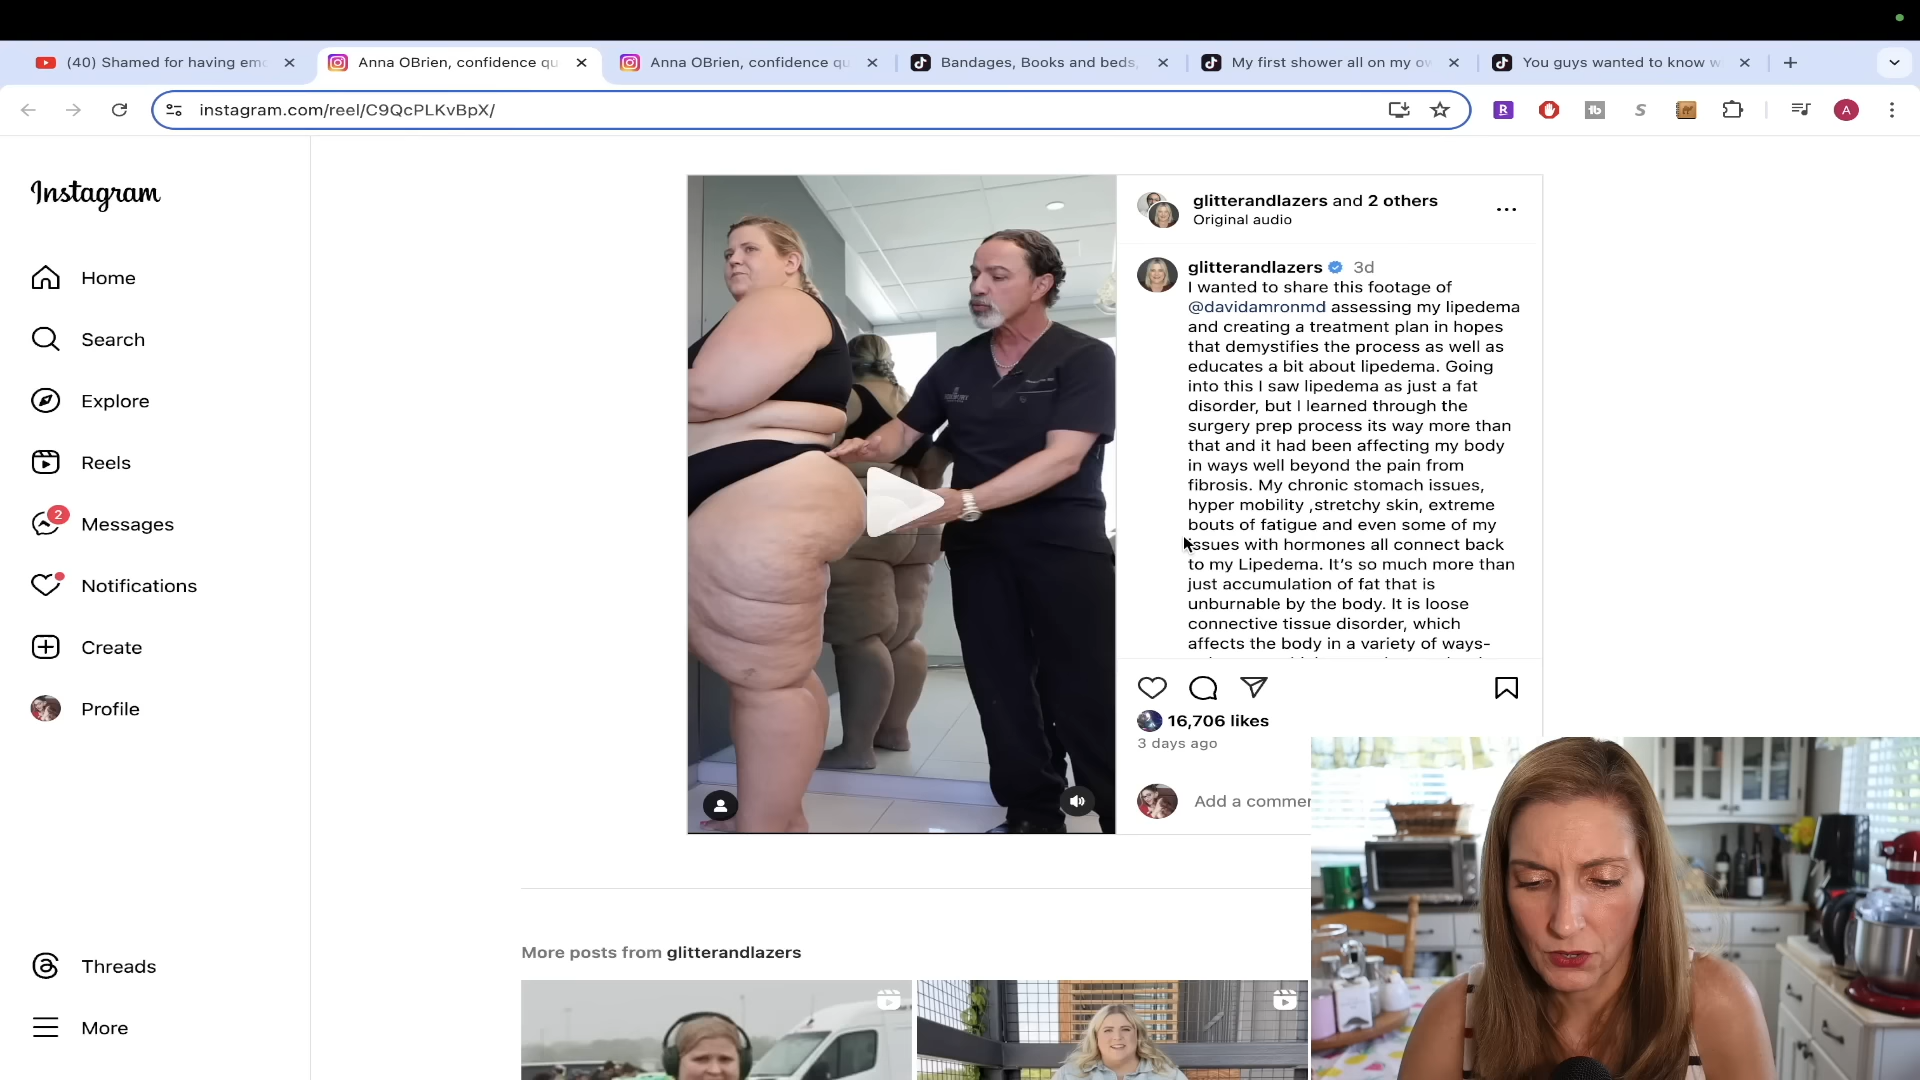 (40) Shamed for having emo
Anna OBrien, confidence qu
Anna OBrien, confidence qu
Bandages, Books and beds,
My first shower all on my ow
You guys wanted to know w
instagram.com/reel/C9QcPLKvBpX/
A
Instagram
Home
Search
Explore
Reels
2
Messages
Notifications
Create
Profile
Threads
More
glitterandlazers and 2 others
Original audio
glitterandlazers 3d
I wanted to share this footage of
@davidamronmd assessing my lipedema
and creating a treatment plan in hopes
that demystifies the process as well as
educates a bit about lipedema. Going
into this I saw lipedema as just a fat
disorder, but I learned through the
surgery prep process its way more than
that and it had been affecting my body
in ways well beyond the pain from
fibrosis. My chronic stomach issues,
hyper mobility ,stretchy skin, extreme
bouts of fatigue and even some of my
issues with hormones all connect back
to my Lipedema. It's so much more than
just accumulation of fat that is
unburnable by the body. It is loose
connective tissue disorder, which
affects the body in a variety of ways-
16,706 likes
3 days ago
Add a commen
More posts from glitterandlazers